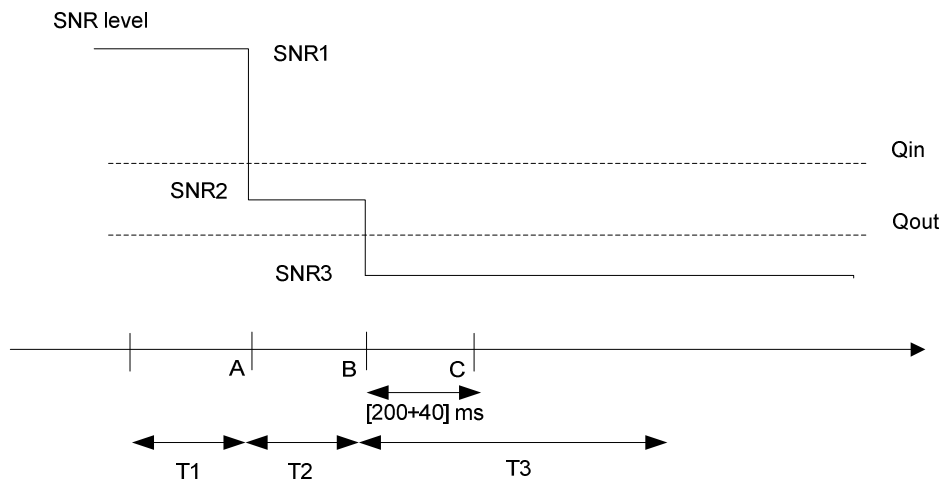 SNR level
SNR1
Qin
SNR2
Qout
SNR3
A
B
C
[200+40] ms
T1
T2
T3